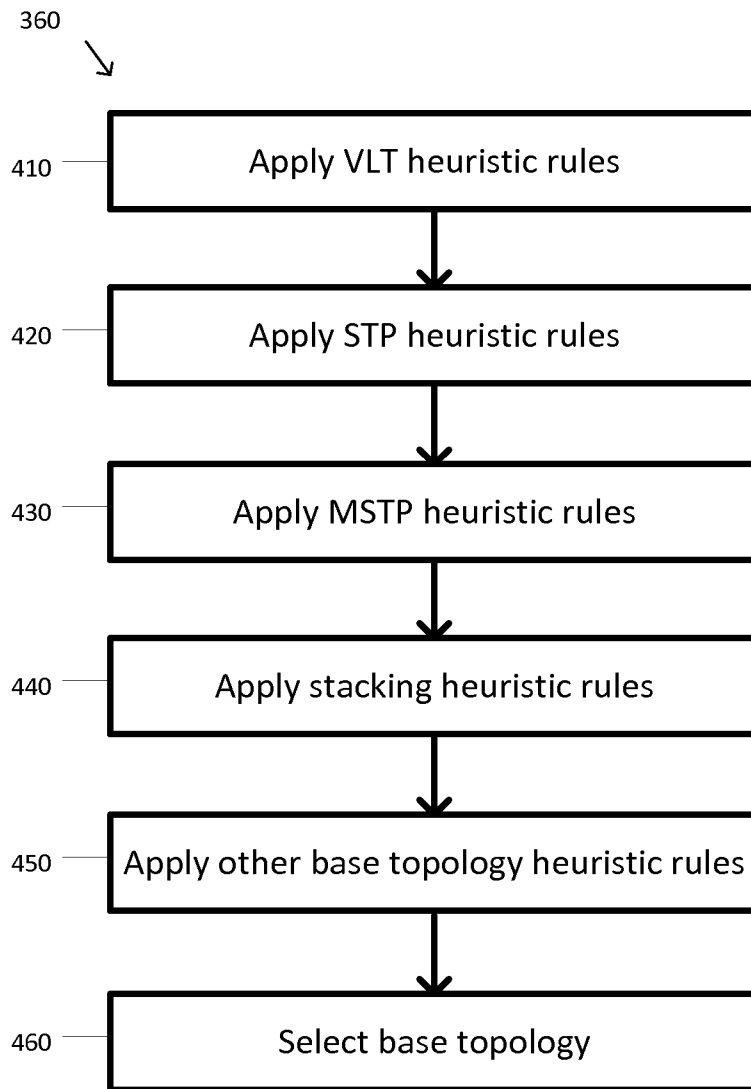 360
410
Apply VLT heuristic rules
420
Apply STP heuristic rules
430
Apply MSTP heuristic rules
440
Apply stacking heuristic rules
450
Apply other base topology heuristic rules
460
Select base topology